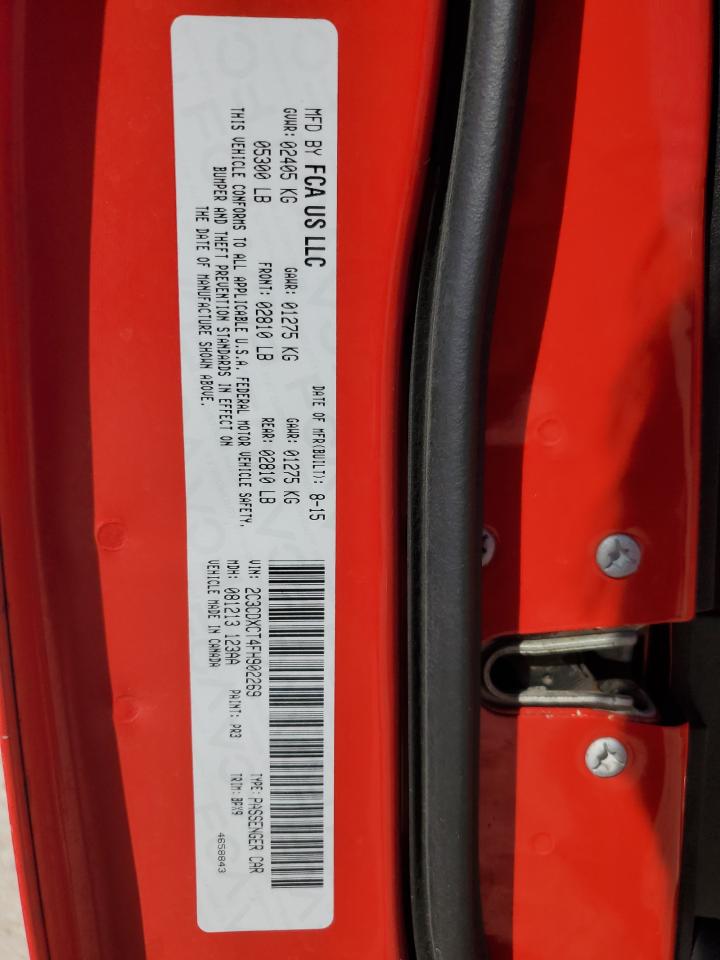 MFD BY FCA US LLC DATE OF MFR(BUILT): 8-15
GVWR: 02405 KG GAWR: 01275 KG GAWR: 01275 KG
05300 LB FRONT: 02810 LB REAR: 02810 LB
THIS VEHICLE CONFORMS TO ALL APPLICABLE U.S.A. FEDERAL MOTOR VEHICLE SAFETY,
BUMPER AND THEFT PREVENTION STANDARDS IN EFFECT ON
THE DATE OF MANUFACTURE SHOWN ABOVE.
VIN: 2C3CDXCT4FH902269 TYPE: PASSENGER CAR
MDH: 081213 123AA PAINT: PR3 TRIM: BPX9
VEHICLE MADE IN CANADA 4658843